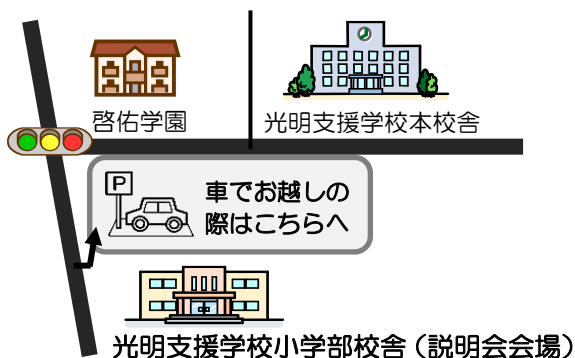 啓佑学園
光明支援学校本校舎
P
車でお越しの
際はこちらへ
光明支援学校小学部校舎（説明会会場）